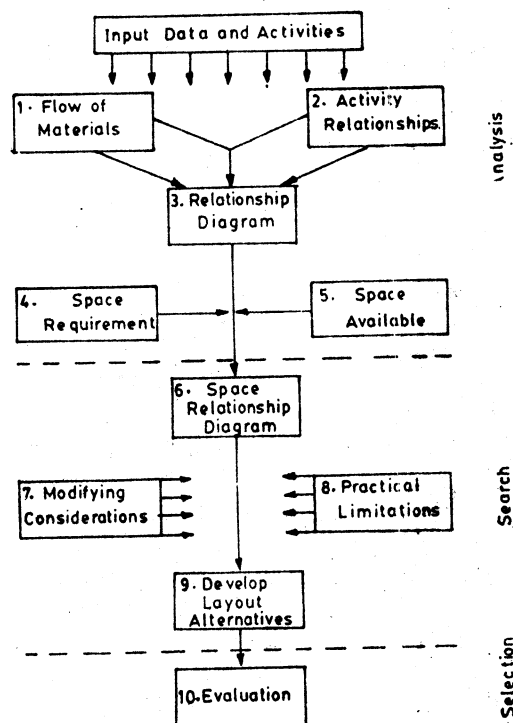 Input Data and Activities
1. Flow of
Materials
2. Activity
Relationships.
3. Relationship
Diagram
4. Space
Requirement
5. Space
Available
6. Space
Relationship
Diagram
7. Modifying
Considerations
8. Practical
Limitations
9. Develop
Layout
Alternatives
10. Evaluation
nalysis
Search
Selection